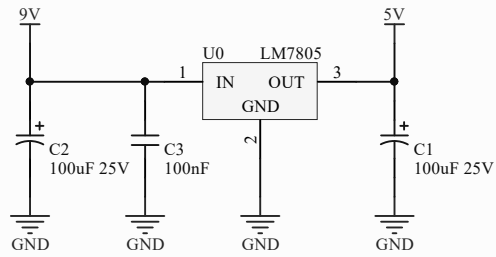 9V
5V
U0 LM7805
1 IN OUT 3
GND
2
C2
100uF 25V
C3
100nF
C1
100uF 25V
GND GND GND GND